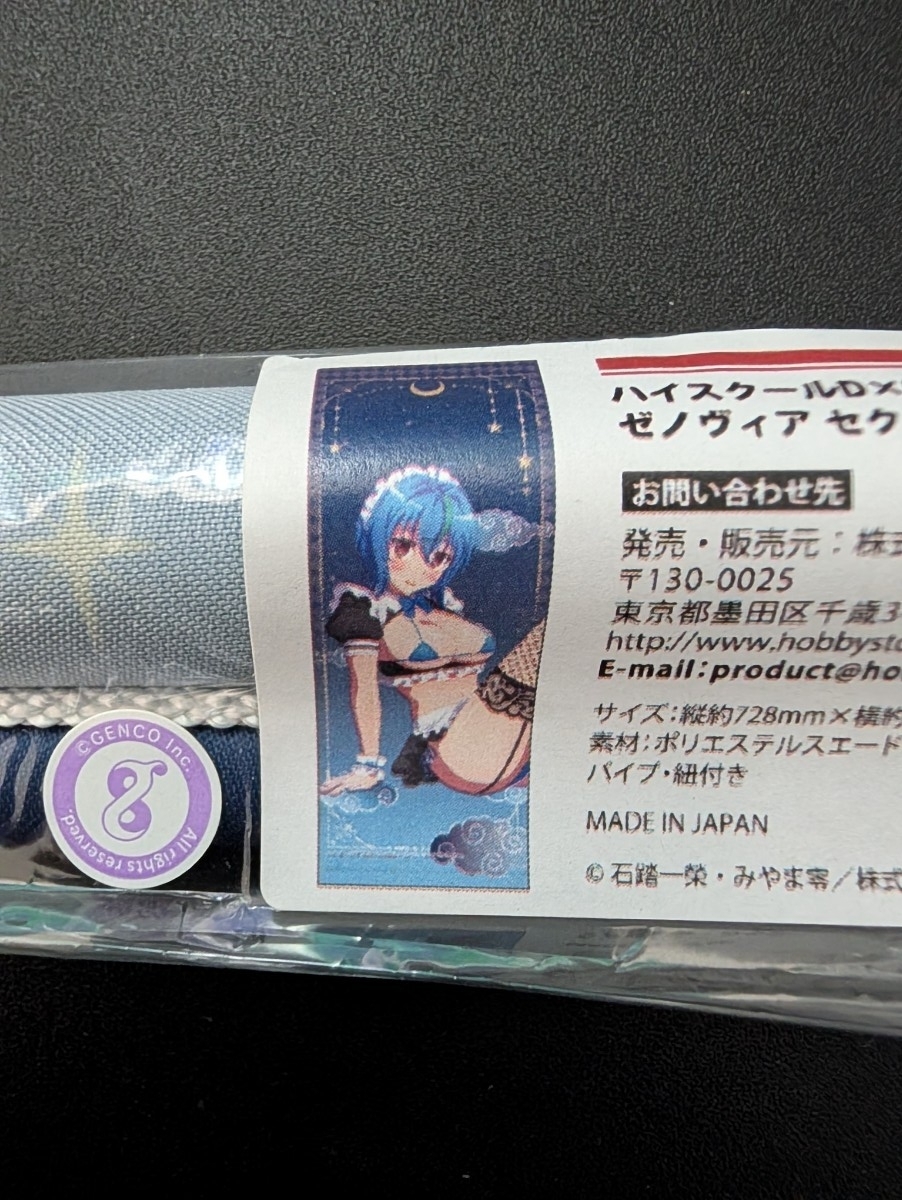 ハイスクールD×
ゼノヴィア セク
お問い合わせ先
発売・販売元：株式
〒130-0025
東京都墨田区千歳3
http://www.hobbysto
E-mail:product@ho
サイズ:縦約728mm×横約
素材:ポリエステルスエード
パイプ・紐付き
MADE IN JAPAN
© 石踏一榮・みやま零／株式
©GENCO Inc.
8
All rights reserved.